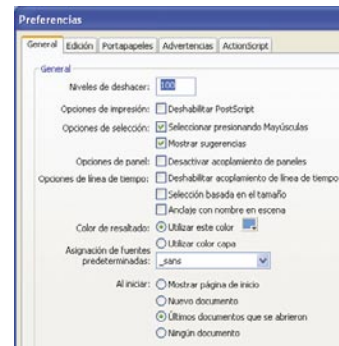 Preferencias
General Edición Portapapeles Advertencias ActionScript
General
Niveles de deshacer: 100
Opciones de impresión: Deshabilitar PostScript
Opciones de selección: Seleccionar presionando Mayúsculas
Mostrar sugerencias
Opciones de panel: Desactivar acoplamiento de paneles
Opciones de línea de tiempo: Deshabilitar acoplamiento de línea de tiempo
Selección basada en el tamaño
Anclaje con nombre en escena
Color de resaltado: Utilizar este color
Utilizar color capa
Asignación de fuentes
predeterminadas: _sans
Al iniciar: Mostrar página de inicio
Nuevo documento
Últimos documentos que se abrieron
Ningún documento